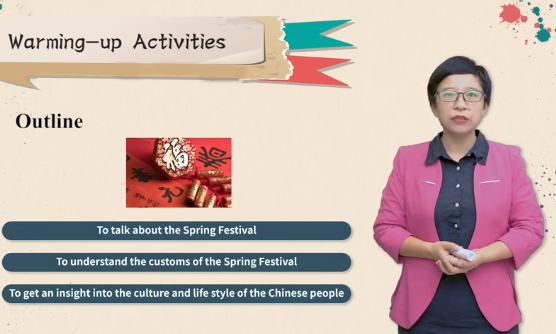 Warming-up Activities
Outline
福
To talk about the Spring Festival
To understand the customs of the Spring Festival
To get an insight into the culture and life style of the Chinese people